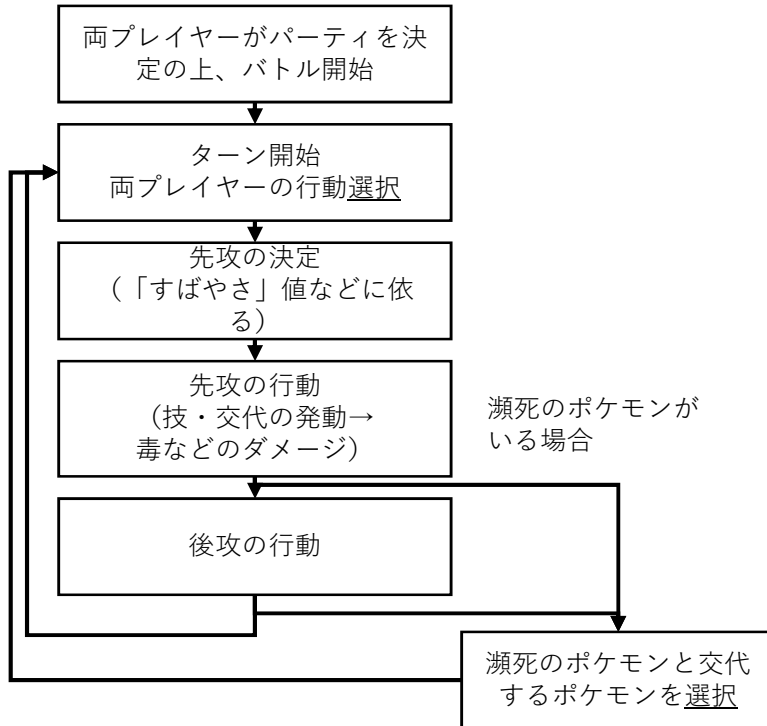 両プレイヤーがパーティを決
定の上、バトル開始
ターン開始
両プレイヤーの行動選択
先攻の決定
（「すばやさ」値などに依
る）
先攻の行動
（技・交代の発動→
毒などのダメージ）
瀕死のポケモンが
いる場合
後攻の行動
瀕死のポケモンと交代
するポケモンを選択